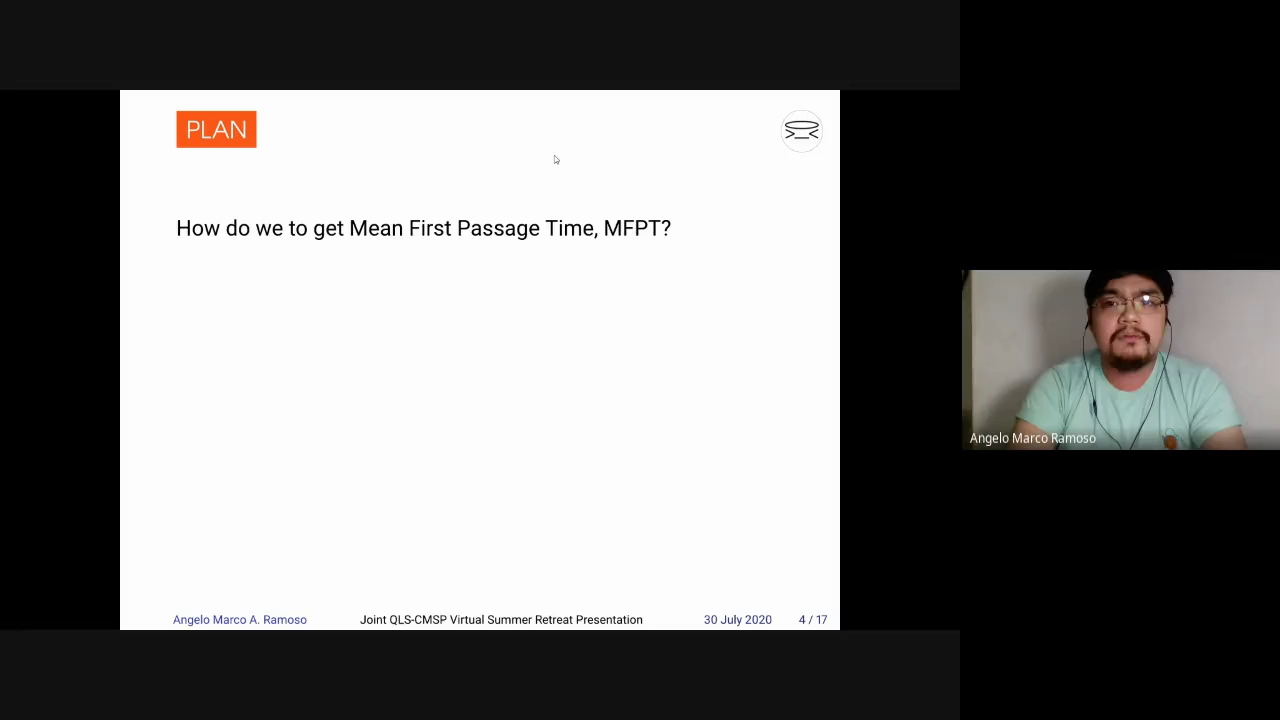 PLAN
How do we to get Mean First Passage Time, MFPT?
Angelo Marco Ramoso
Angelo Marco A. Ramoso Joint QLS-CMSP Virtual Summer Retreat Presentation 30 July 2020 4 / 17